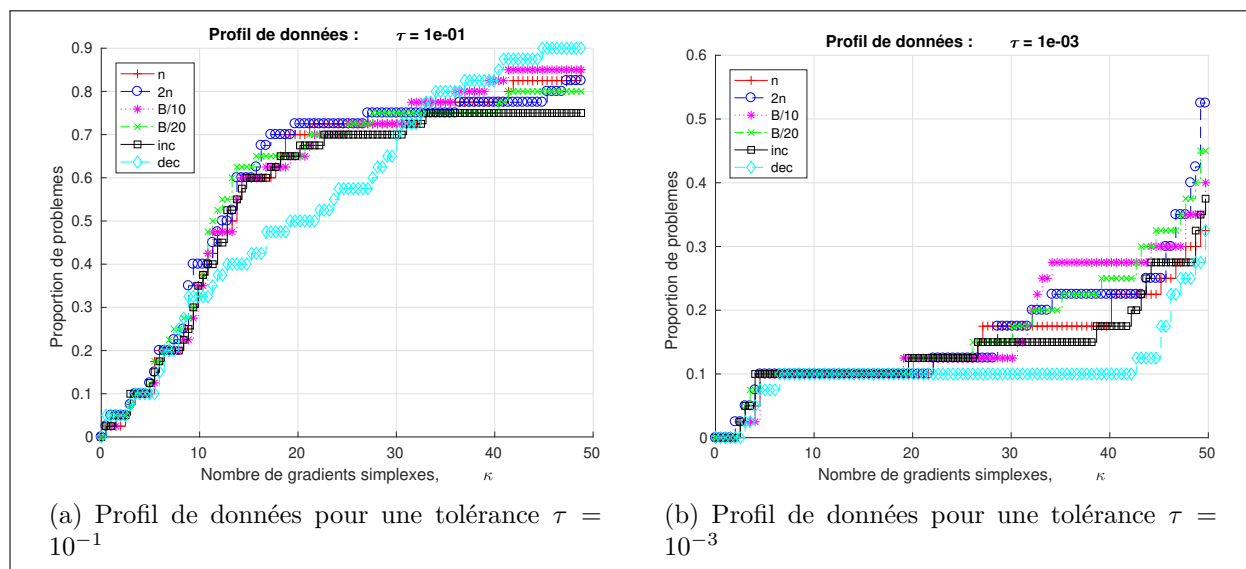 Profil de données : τ = 1e-01
Proportion de problèmes
0.9
0.8
0.7
0.6
0.5
0.4
0.3
0.2
0.1
0
n
2n
B/10
B/20
inc
dec
0 10 20 30 40 50
Nombre de gradients simplexes, κ
(a) Profil de données pour une tolérance τ =
10⁻¹
Profil de données : τ = 1e-03
Proportion de problèmes
0.6
0.5
0.4
0.3
0.2
0.1
0
n
2n
B/10
B/20
inc
dec
0 10 20 30 40 50
Nombre de gradients simplexes, κ
(b) Profil de données pour une tolérance τ =
10⁻³